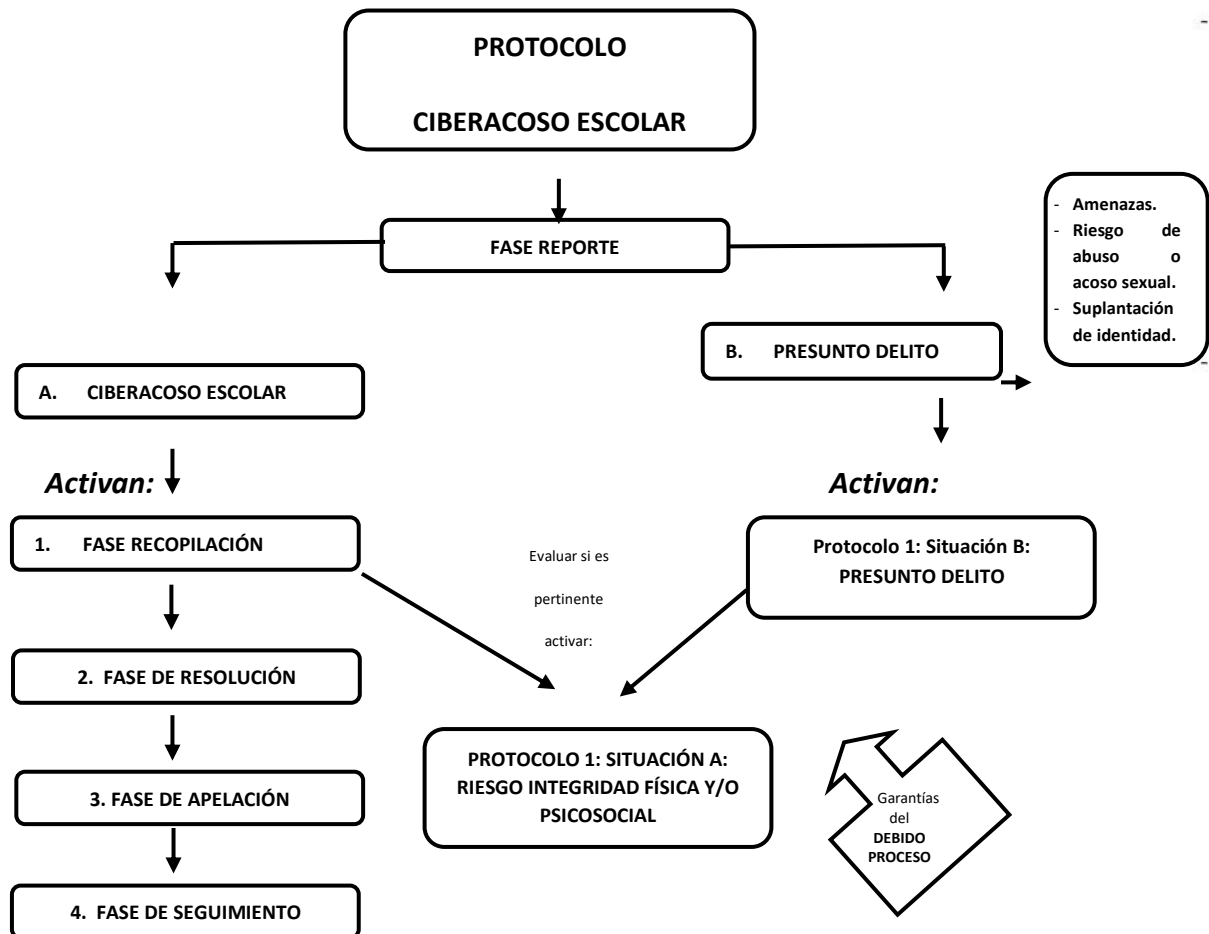 PROTOCOLO
CIBERACOSO ESCOLAR
FASE REPORTE
- Amenazas.
- Riesgo de
abuso o
acoso sexual.
- Suplantación
de identidad.
B. PRESUNTO DELITO
A. CIBERACOSO ESCOLAR
Activan:
Activan:
1. FASE RECOPILACIÓN
Evaluar si es
pertinente
activar:
Protocolo 1: Situación B:
PRESUNTO DELITO
2. FASE DE RESOLUCIÓN
PROTOCOLO 1: SITUACIÓN A:
RIESGO INTEGRIDAD FÍSICA Y/O
PSICOSOCIAL
3. FASE DE APELACIÓN
Garantías
del
DEBIDO
PROCESO
4. FASE DE SEGUIMIENTO